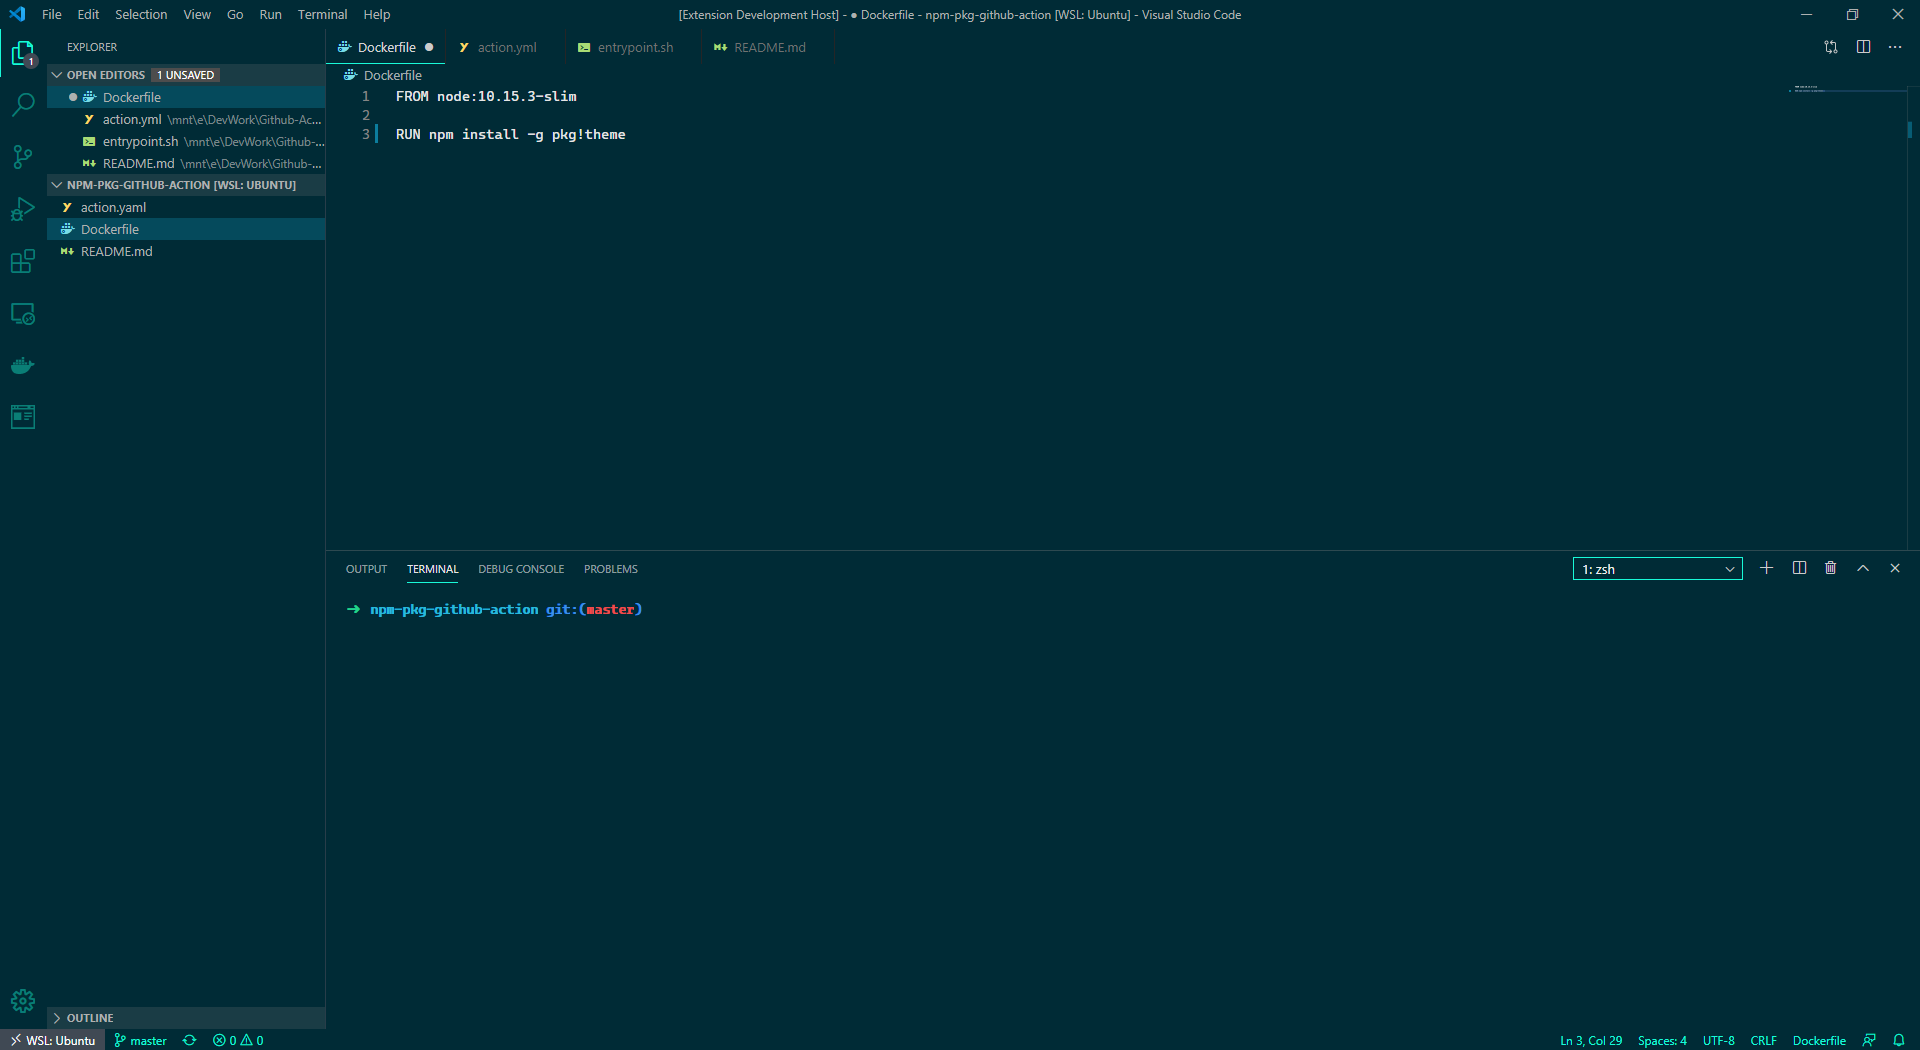 File Edit Selection View Go Run Terminal Help [Extension Development Host] - ● Dockerfile - npm-pkg-github-action [WSL: Ubuntu] - Visual Studio Code
1
EXPLORER
OPEN EDITORS 1 UNSAVED
Dockerfile
action.yml \mnt\e\DevWork\Github-Ac...
entrypoint.sh \mnt\e\DevWork\Github-...
README.md \mnt\e\DevWork\Github-...
NPM-PKG-GITHUB-ACTION [WSL: UBUNTU]
action.yaml
Dockerfile
README.md
OUTLINE
Dockerfile action.yml entrypoint.sh README.md
Dockerfile
1 FROM node:10.15.3-slim
2
3 RUN npm install -g pkg!theme
OUTPUT TERMINAL DEBUG CONSOLE PROBLEMS 1: zsh
➜ npm-pkg-github-action git:(master)
WSL: Ubuntu master 0 0 Ln 3, Col 29 Spaces: 4 UTF-8 CRLF Dockerfile